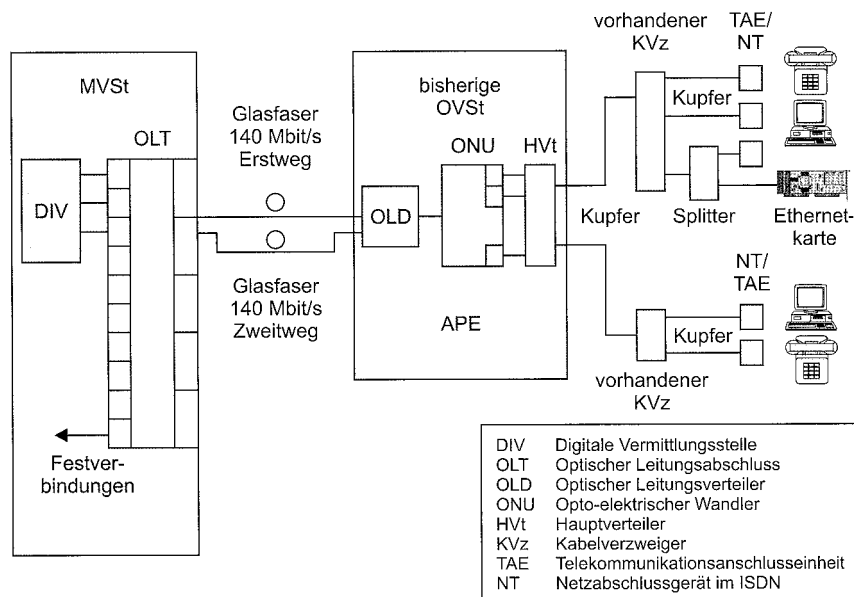 MVSt
OLT
DIV
Festver-
bindungen
Glasfaser
140 Mbit/s
Erstweg
Glasfaser
140 Mbit/s
Zweitweg
bisherige
OVSt
ONU
HVt
OLD
APE
Kupfer
vorhandener
KVz
TAE/
NT
Kupfer
Splitter
Ethernet-
karte
NT/
TAE
Kupfer
vorhandener
KVz
DIV Digitale Vermittlungsstelle
OLT Optischer Leitungsabschluss
OLD Optischer Leitungsverteiler
ONU Opto-elektrischer Wandler
HVt Hauptverteiler
KVz Kabelverzweiger
TAE Telekommunikationsanschlusseinheit
NT Netzabschlussgerät im ISDN